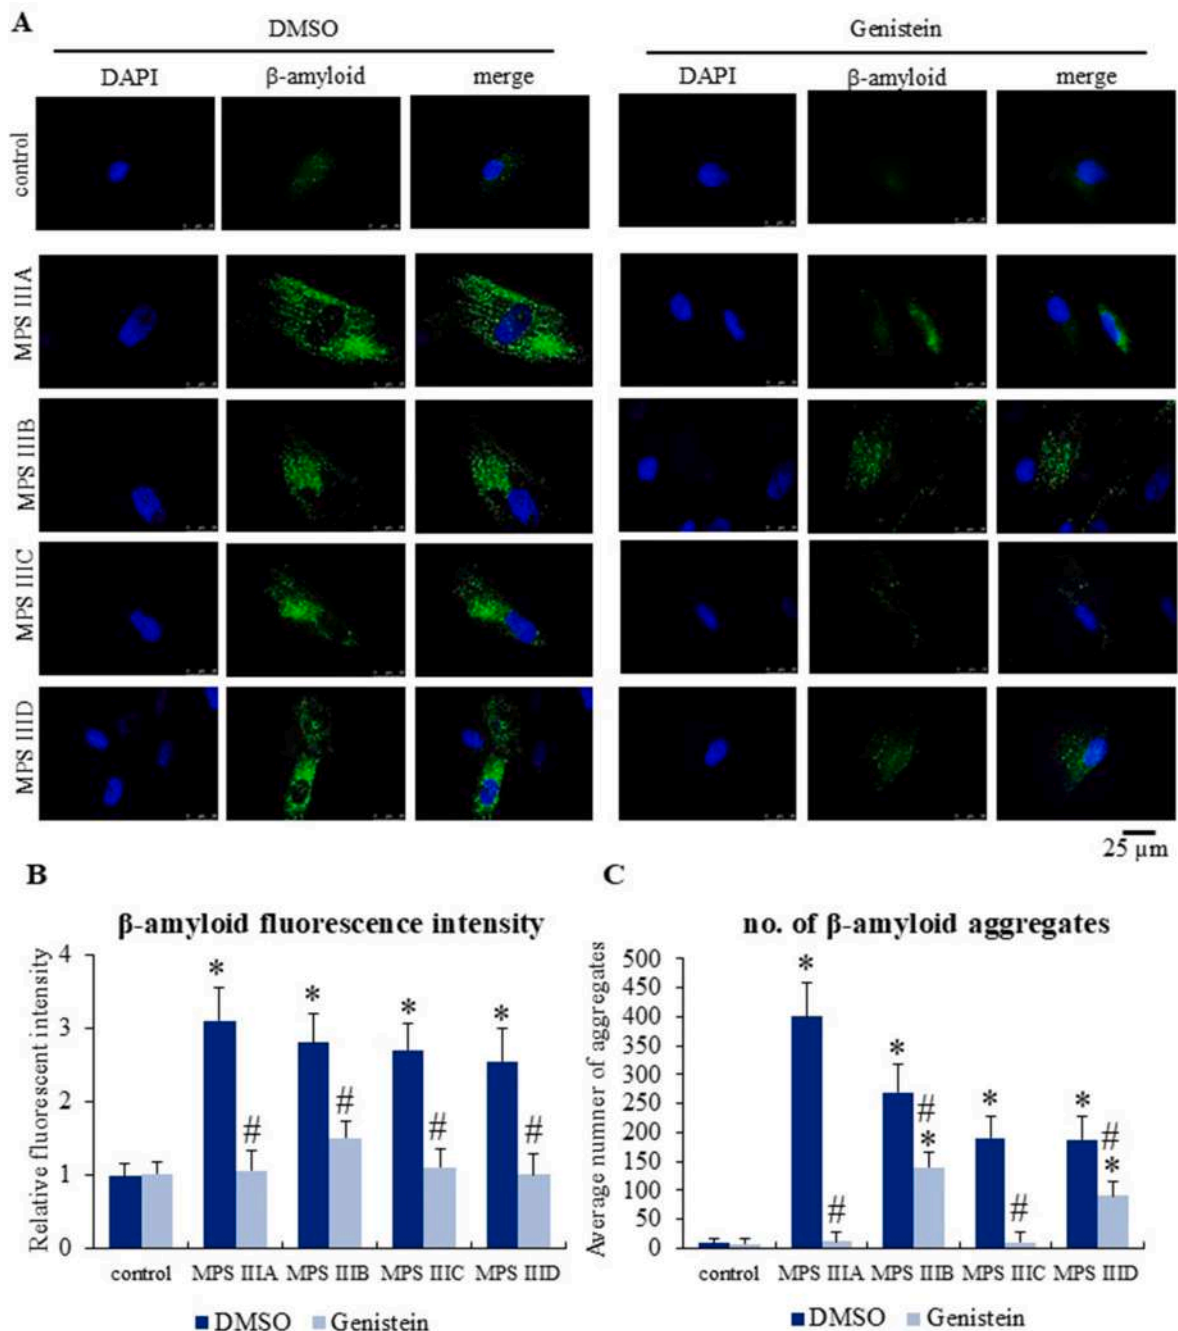 A
DMSO
Genistein
DAPI β-amyloid merge
DAPI β-amyloid merge
control
MPS IIIA
MPS IIIB
MPS IIIC
MPS IIID
25 µm
B
β-amyloid fluorescence intensity
Relative fluorescent intensity
4
3
2
1
0
* * * *
# # # #
control MPS IIIA MPS IIIB MPS IIIC MPS IIID
DMSO Genistein
C
no. of β-amyloid aggregates
Average numner of aggregates
500
450
400
350
300
250
200
150
100
50
0
* * * *
# # # #
* *
control MPS IIIA MPS IIIB MPS IIIC MPS IIID
DMSO Genistein